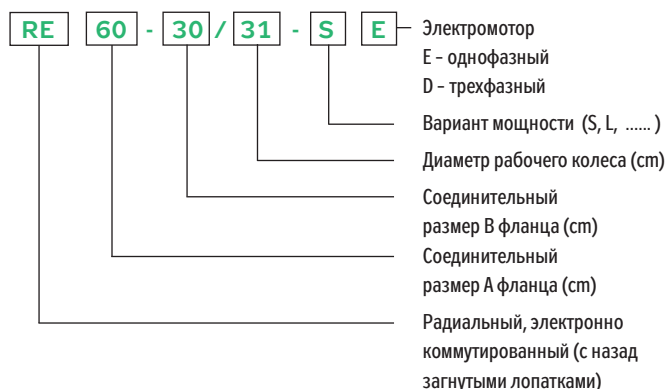 RE 60 - 30 / 31 - S E
Электромотор
E – однофазный
D – трехфазный
Вариант мощности (S, L, ...... )
Диаметр рабочего колеса (cm)
Соединительный
размер B фланца (cm)
Соединительный
размер A фланца (cm)
Радиальный, электронно
коммутированный (с назад
загнутыми лопатками)